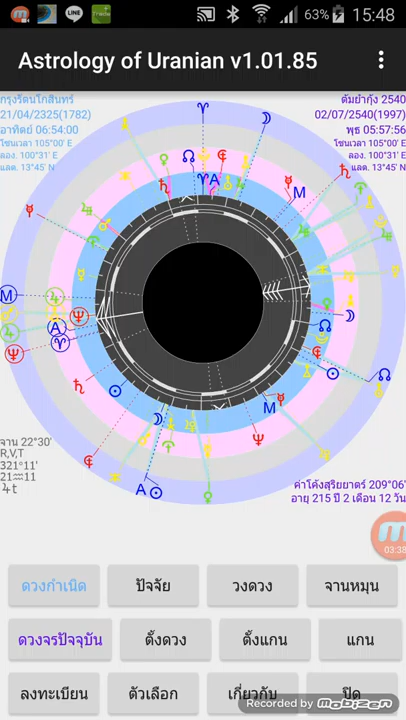 63% 15:48
Astrology of Uranian v1.01.85
กรุงรัตนโกสินทร์
21/04/2325(1782)
อาทิตย์ 06:54:00
โซนเวลา 105°00' E
ลอง. 100°31' E
แลต. 13°45' N
ต้มยำกุ้ง 2540
02/07/2540(1997)
พุธ 05:57:56
โซนเวลา 105°00' E
ลอง. 100°31' E
แลต. 13°45' N
จาน 22°30'
R,V,T
321°11'
ค่าโค้งสุริยยาตร์ 209°06'
อายุ 215 ปี 2 เดือน 12 วัน
03:38
ดวงกำเนิด ปัจจัย วงดวง จานหมุน
ดวงจรปัจจุบัน ตั้งดวง ตั้งแกน แกน
ลงทะเบียน ตัวเลือก เกี่ยวกับ ปิด
Recorded by Mobizen